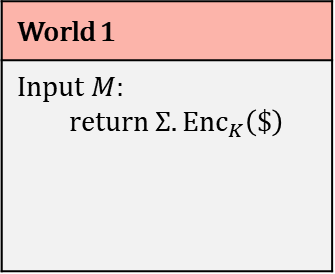 World 1
Input M:
return Σ. Enc_K($)